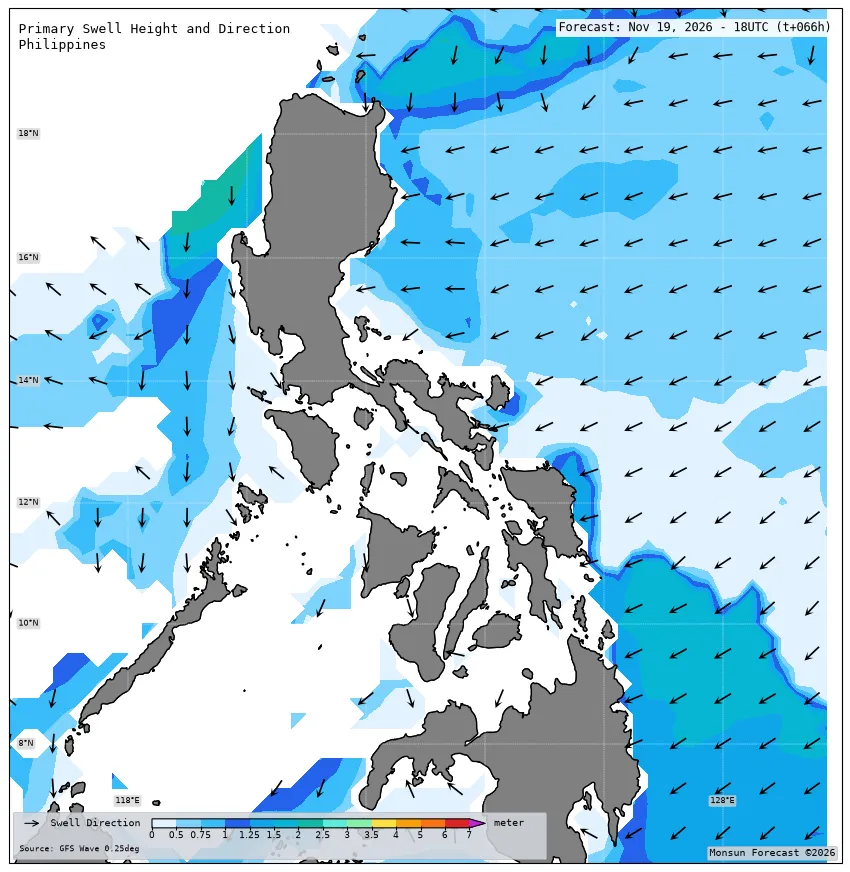 Primary Swell Height and Direction
Philippines
Forecast: Nov 19, 2026 - 18UTC (t+066h)
18°N
16°N
14°N
12°N
10°N
8°N
118°E
128°E
Swell Direction
0 0.5 0.75 1 1.25 1.5 2 2.5 3 3.5 4 5 6 7
meter
Source: GFS Wave 0.25deg
Monsun Forecast ©2026